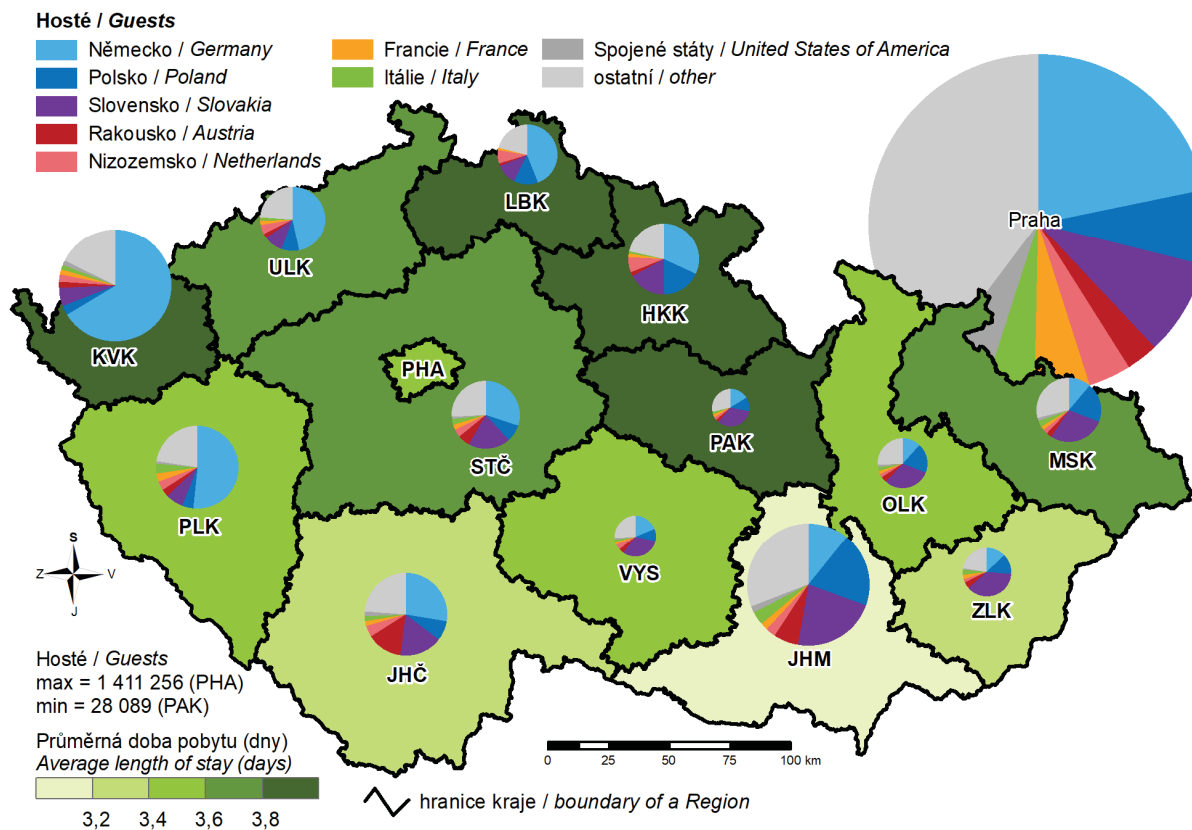 Hosté / Guests
Německo / Germany
Polsko / Poland
Slovensko / Slovakia
Rakousko / Austria
Nizozemsko / Netherlands
Francie / France
Itálie / Italy
Spojené státy / United States of America
ostatní / other
Praha
LBK
ULK
HKK
KVK
PHA
STČ
PAK
MSK
OLK
PLK
VYS
ZLK
JHČ
JHM
S
Z
V
J
Hosté / Guests
max = 1 411 256 (PHA)
min = 28 089 (PAK)
Průměrná doba pobytu (dny)
Average length of stay (days)
3,2 3,4 3,6 3,8
0 25 50 75 100 km
hranice kraje / boundary of a Region